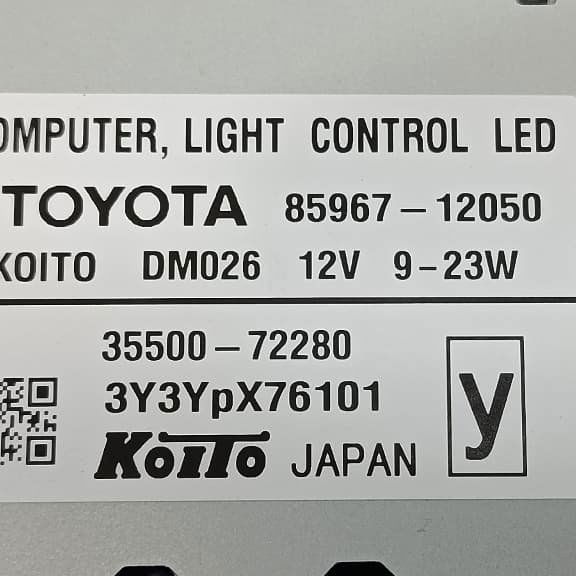 OMPUTER, LIGHT CONTROL LED
TOYOTA 85967-12050
KOITO DM026 12V 9-23W
35500-72280
3Y3YpX76101
KOITO JAPAN
y